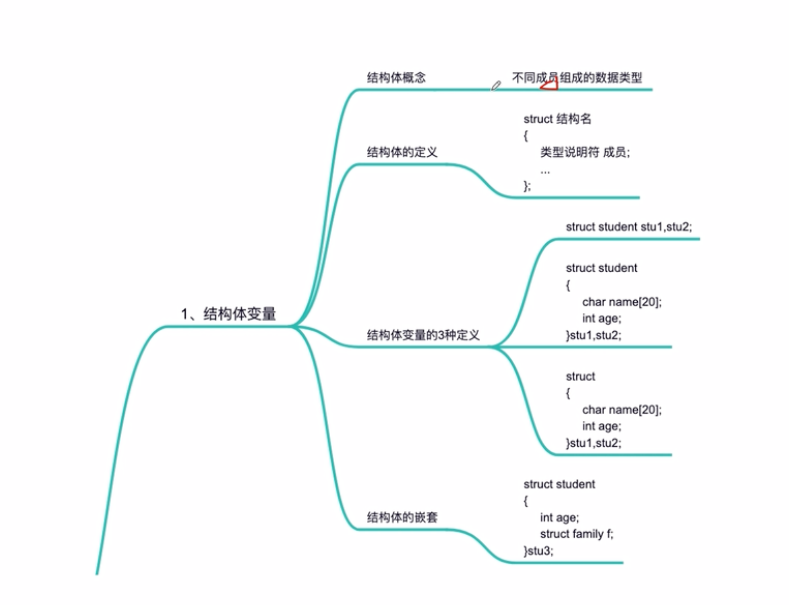 结构体概念
不同成员组成的数据类型
结构体的定义
struct 结构名
{
类型说明符 成员;
...
};
1、结构体变量
结构体变量的3种定义
struct student stu1,stu2;
struct student
{
char name[20];
int age;
}stu1,stu2;
struct
{
char name[20];
int age;
}stu1,stu2;
结构体的嵌套
struct student
{
int age;
struct family f;
}stu3;